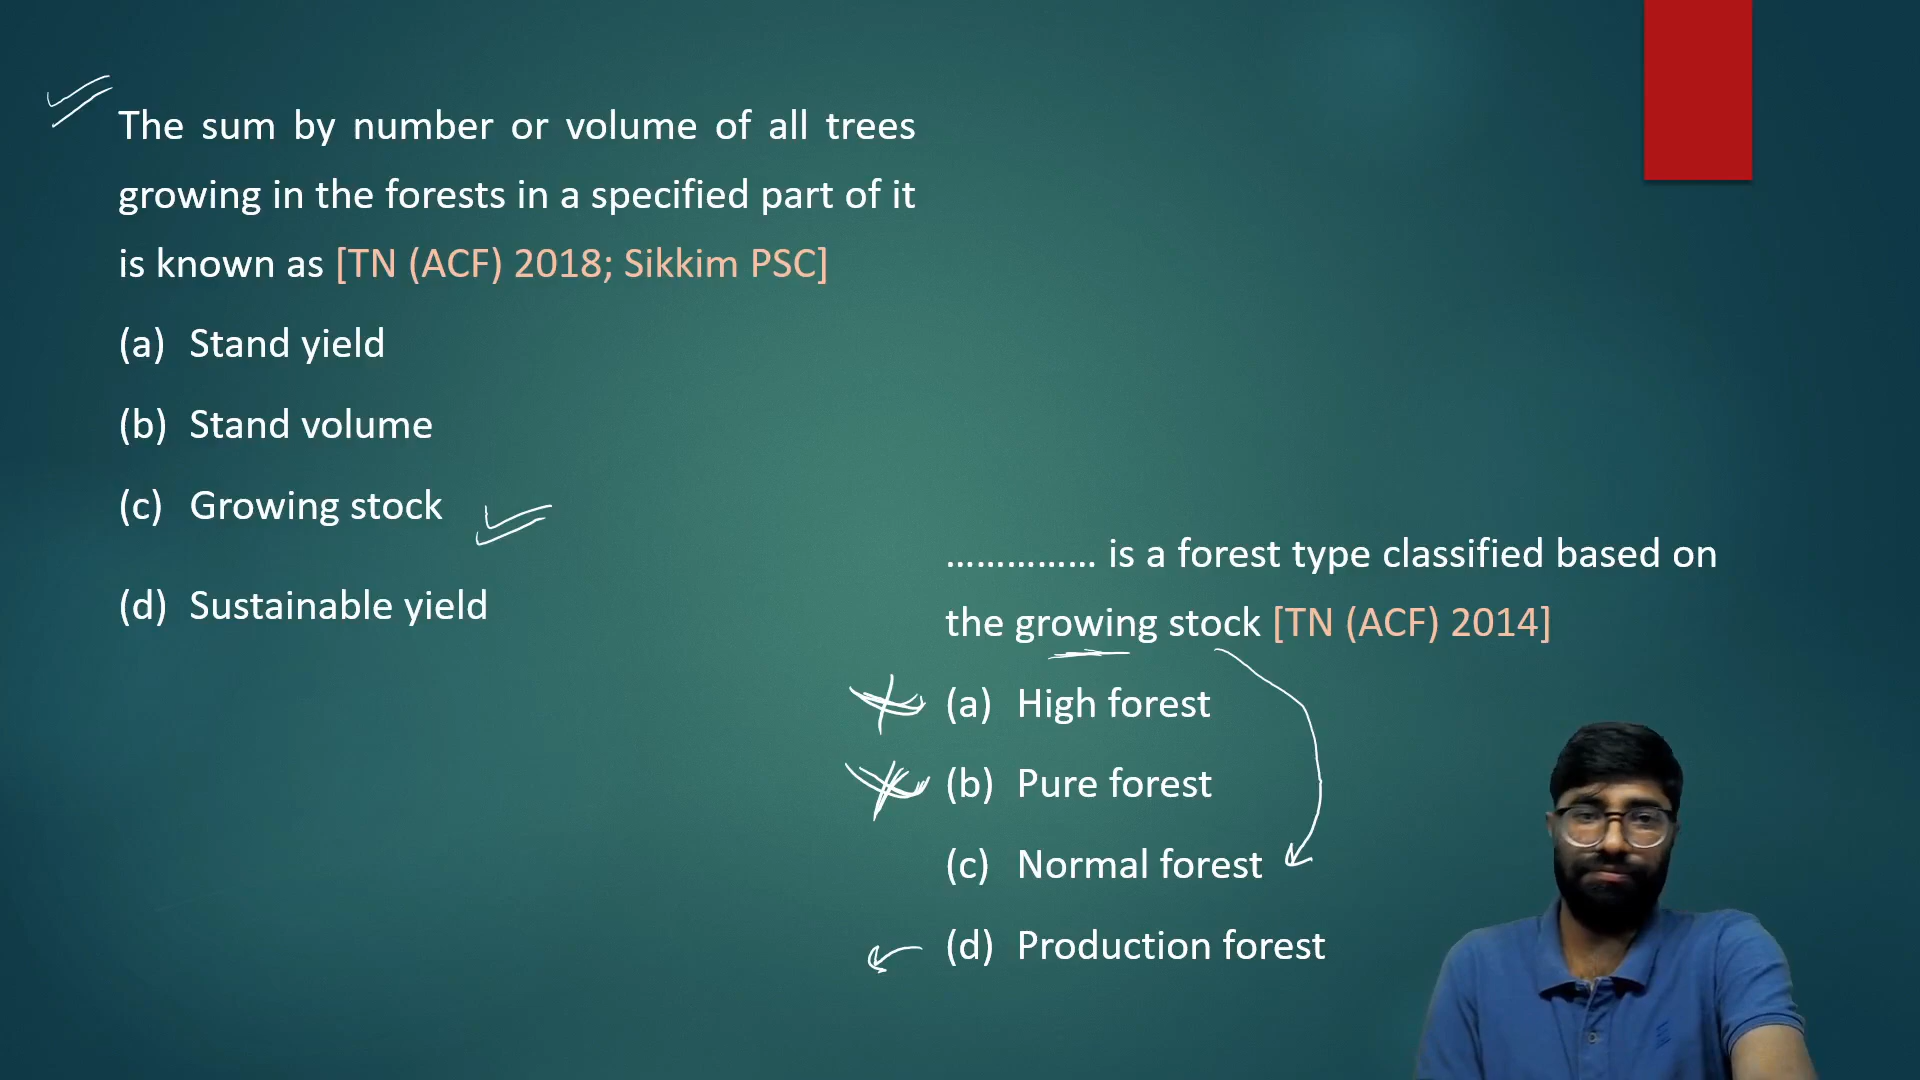 The sum by number or volume of all trees
growing in the forests in a specified part of it
is known as [TN (ACF) 2018; Sikkim PSC]
(a) Stand yield
(b) Stand volume
(c) Growing stock
(d) Sustainable yield
............... is a forest type classified based on
the growing stock [TN (ACF) 2014]
(a) High forest
(b) Pure forest
(c) Normal forest
(d) Production forest